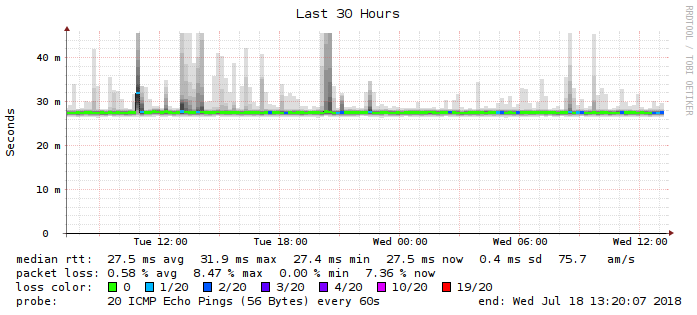 Last 30 Hours
RRDTOOL / TOBI OETIKER
Seconds
40 m
30 m
20 m
10 m
0
Tue 12:00 Tue 18:00 Wed 00:00 Wed 06:00 Wed 12:00
median rtt: 27.5 ms avg 31.9 ms max 27.4 ms min 27.5 ms now 0.4 ms sd 75.7 am/s
packet loss: 0.58 % avg 8.47 % max 0.00 % min 7.36 % now
loss color: 0 1/20 2/20 3/20 4/20 10/20 19/20
probe: 20 ICMP Echo Pings (56 Bytes) every 60s end: Wed Jul 18 13:20:07 2018